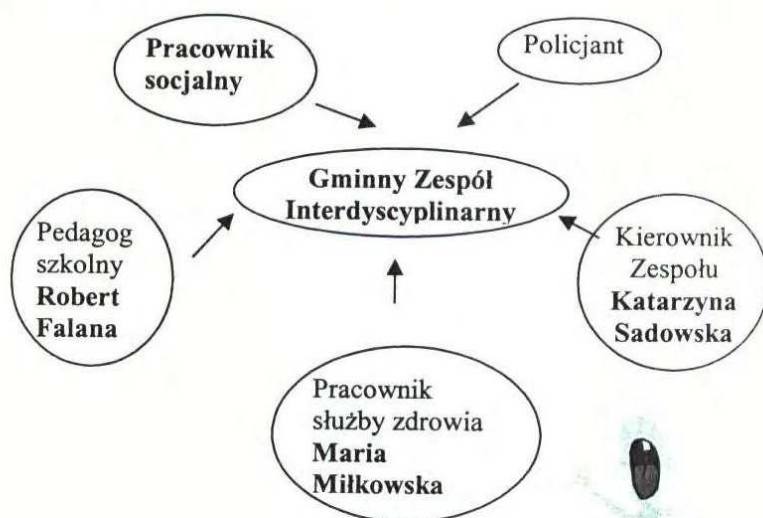 Pracownik
socjalny
Policjant
Gminny Zespół
Interdyscyplinarny
Pedagog
szkolny
Robert
Falana
Kierownik
Zespołu
Katarzyna
Sadowska
Pracownik
służby zdrowia
Maria
Miłkowska